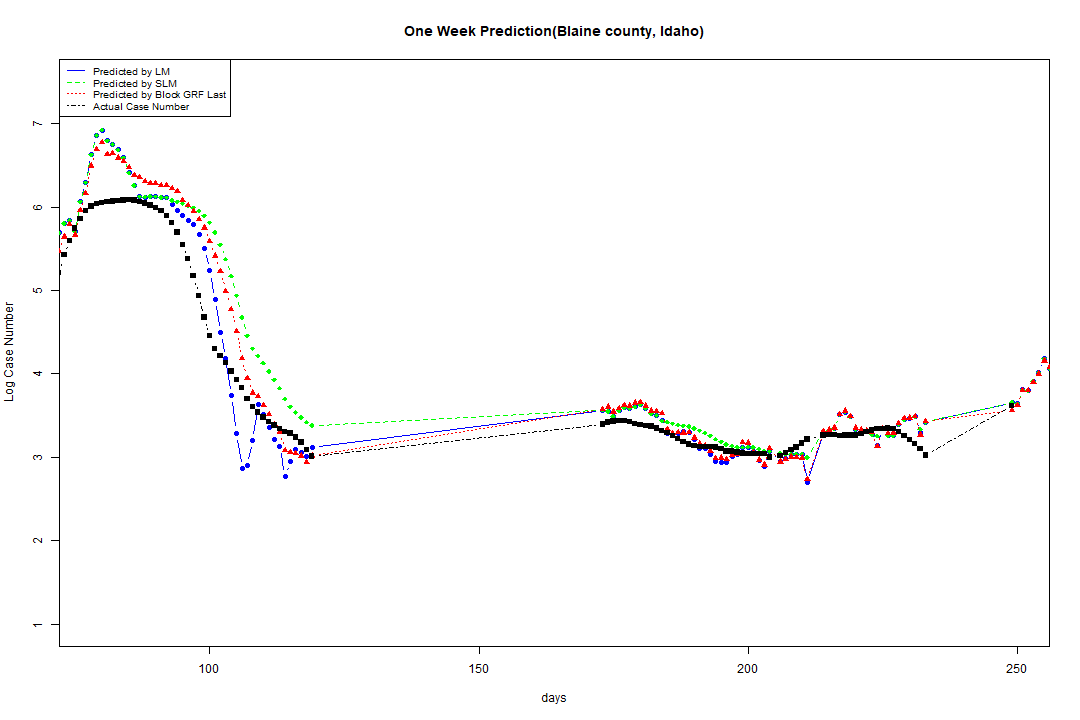 One Week Prediction(Blaine county, Idaho)
Predicted by LM
Predicted by SLM
Predicted by Block GRF Last
Actual Case Number
7
6
5
4
3
2
1
Log Case Number
100 150 200 250
days